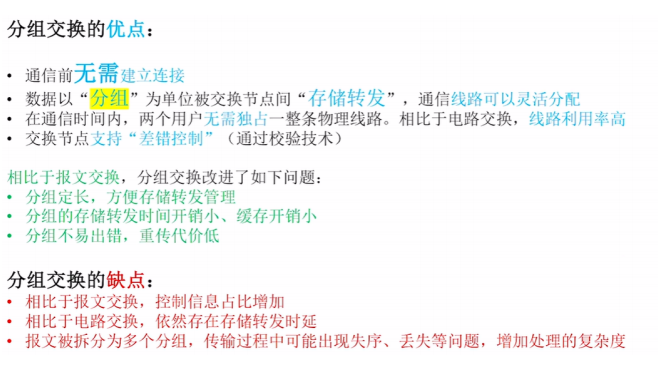 分组交换的优点：
• 通信前无需建立连接
• 数据以“分组”为单位被交换节点间“存储转发”，通信线路可以灵活分配
• 在通信时间内，两个用户无需独占一整条物理线路。相比于电路交换，线路利用率高
• 交换节点支持“差错控制”（通过校验技术）
相比于报文交换，分组交换改进了如下问题：
• 分组定长，方便存储转发管理
• 分组的存储转发时间开销小、缓存开销小
• 分组不易出错，重传代价低
分组交换的缺点：
• 相比于报文交换，控制信息占比增加
• 相比于电路交换，依然存在存储转发时延
• 报文被拆分为多个分组，传输过程中可能出现失序、丢失等问题，增加处理的复杂度